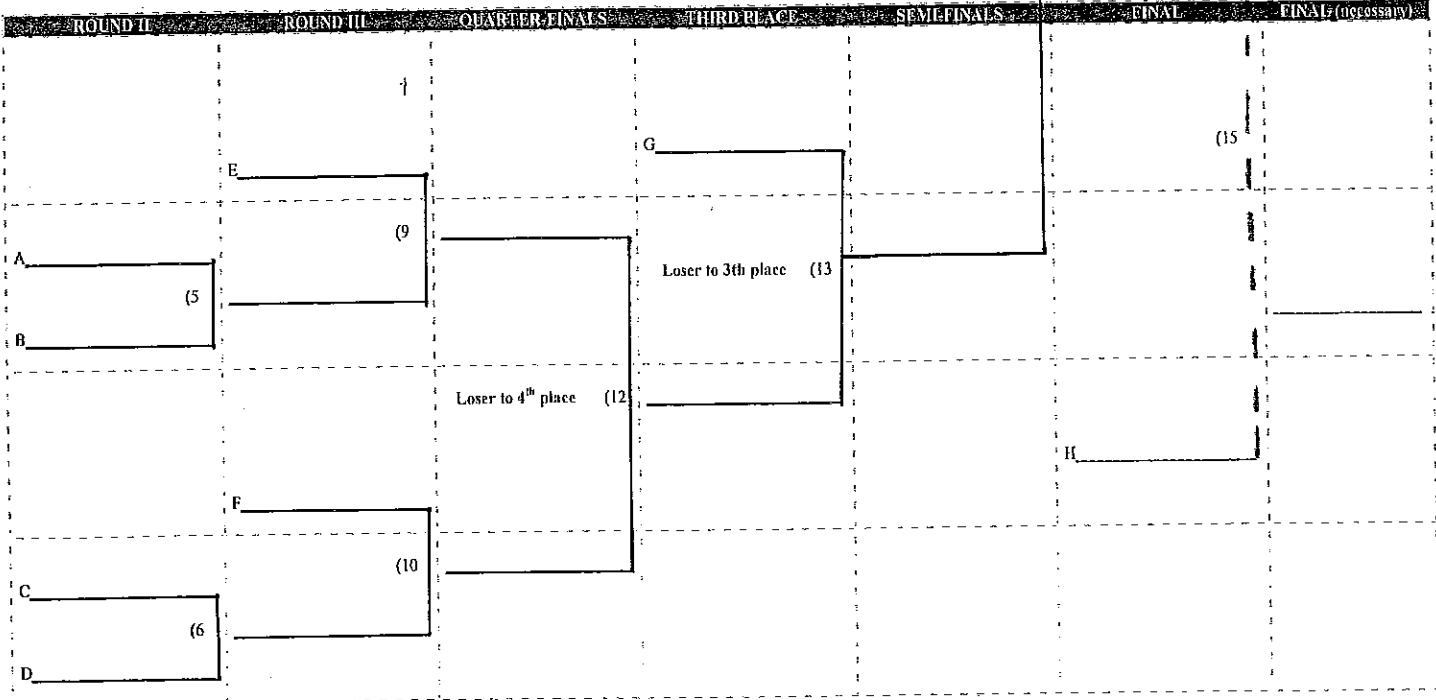 ROUND II
ROUND III
QUARTER-FINALS
THIRD PLACE
SEMI-FINALS
FINAL
FINAL (necessary)
(15
G
E
(9
A
Loser to 3th place (13
(5
B
Loser to 4th place (12
H
F
(10
C
(6
D